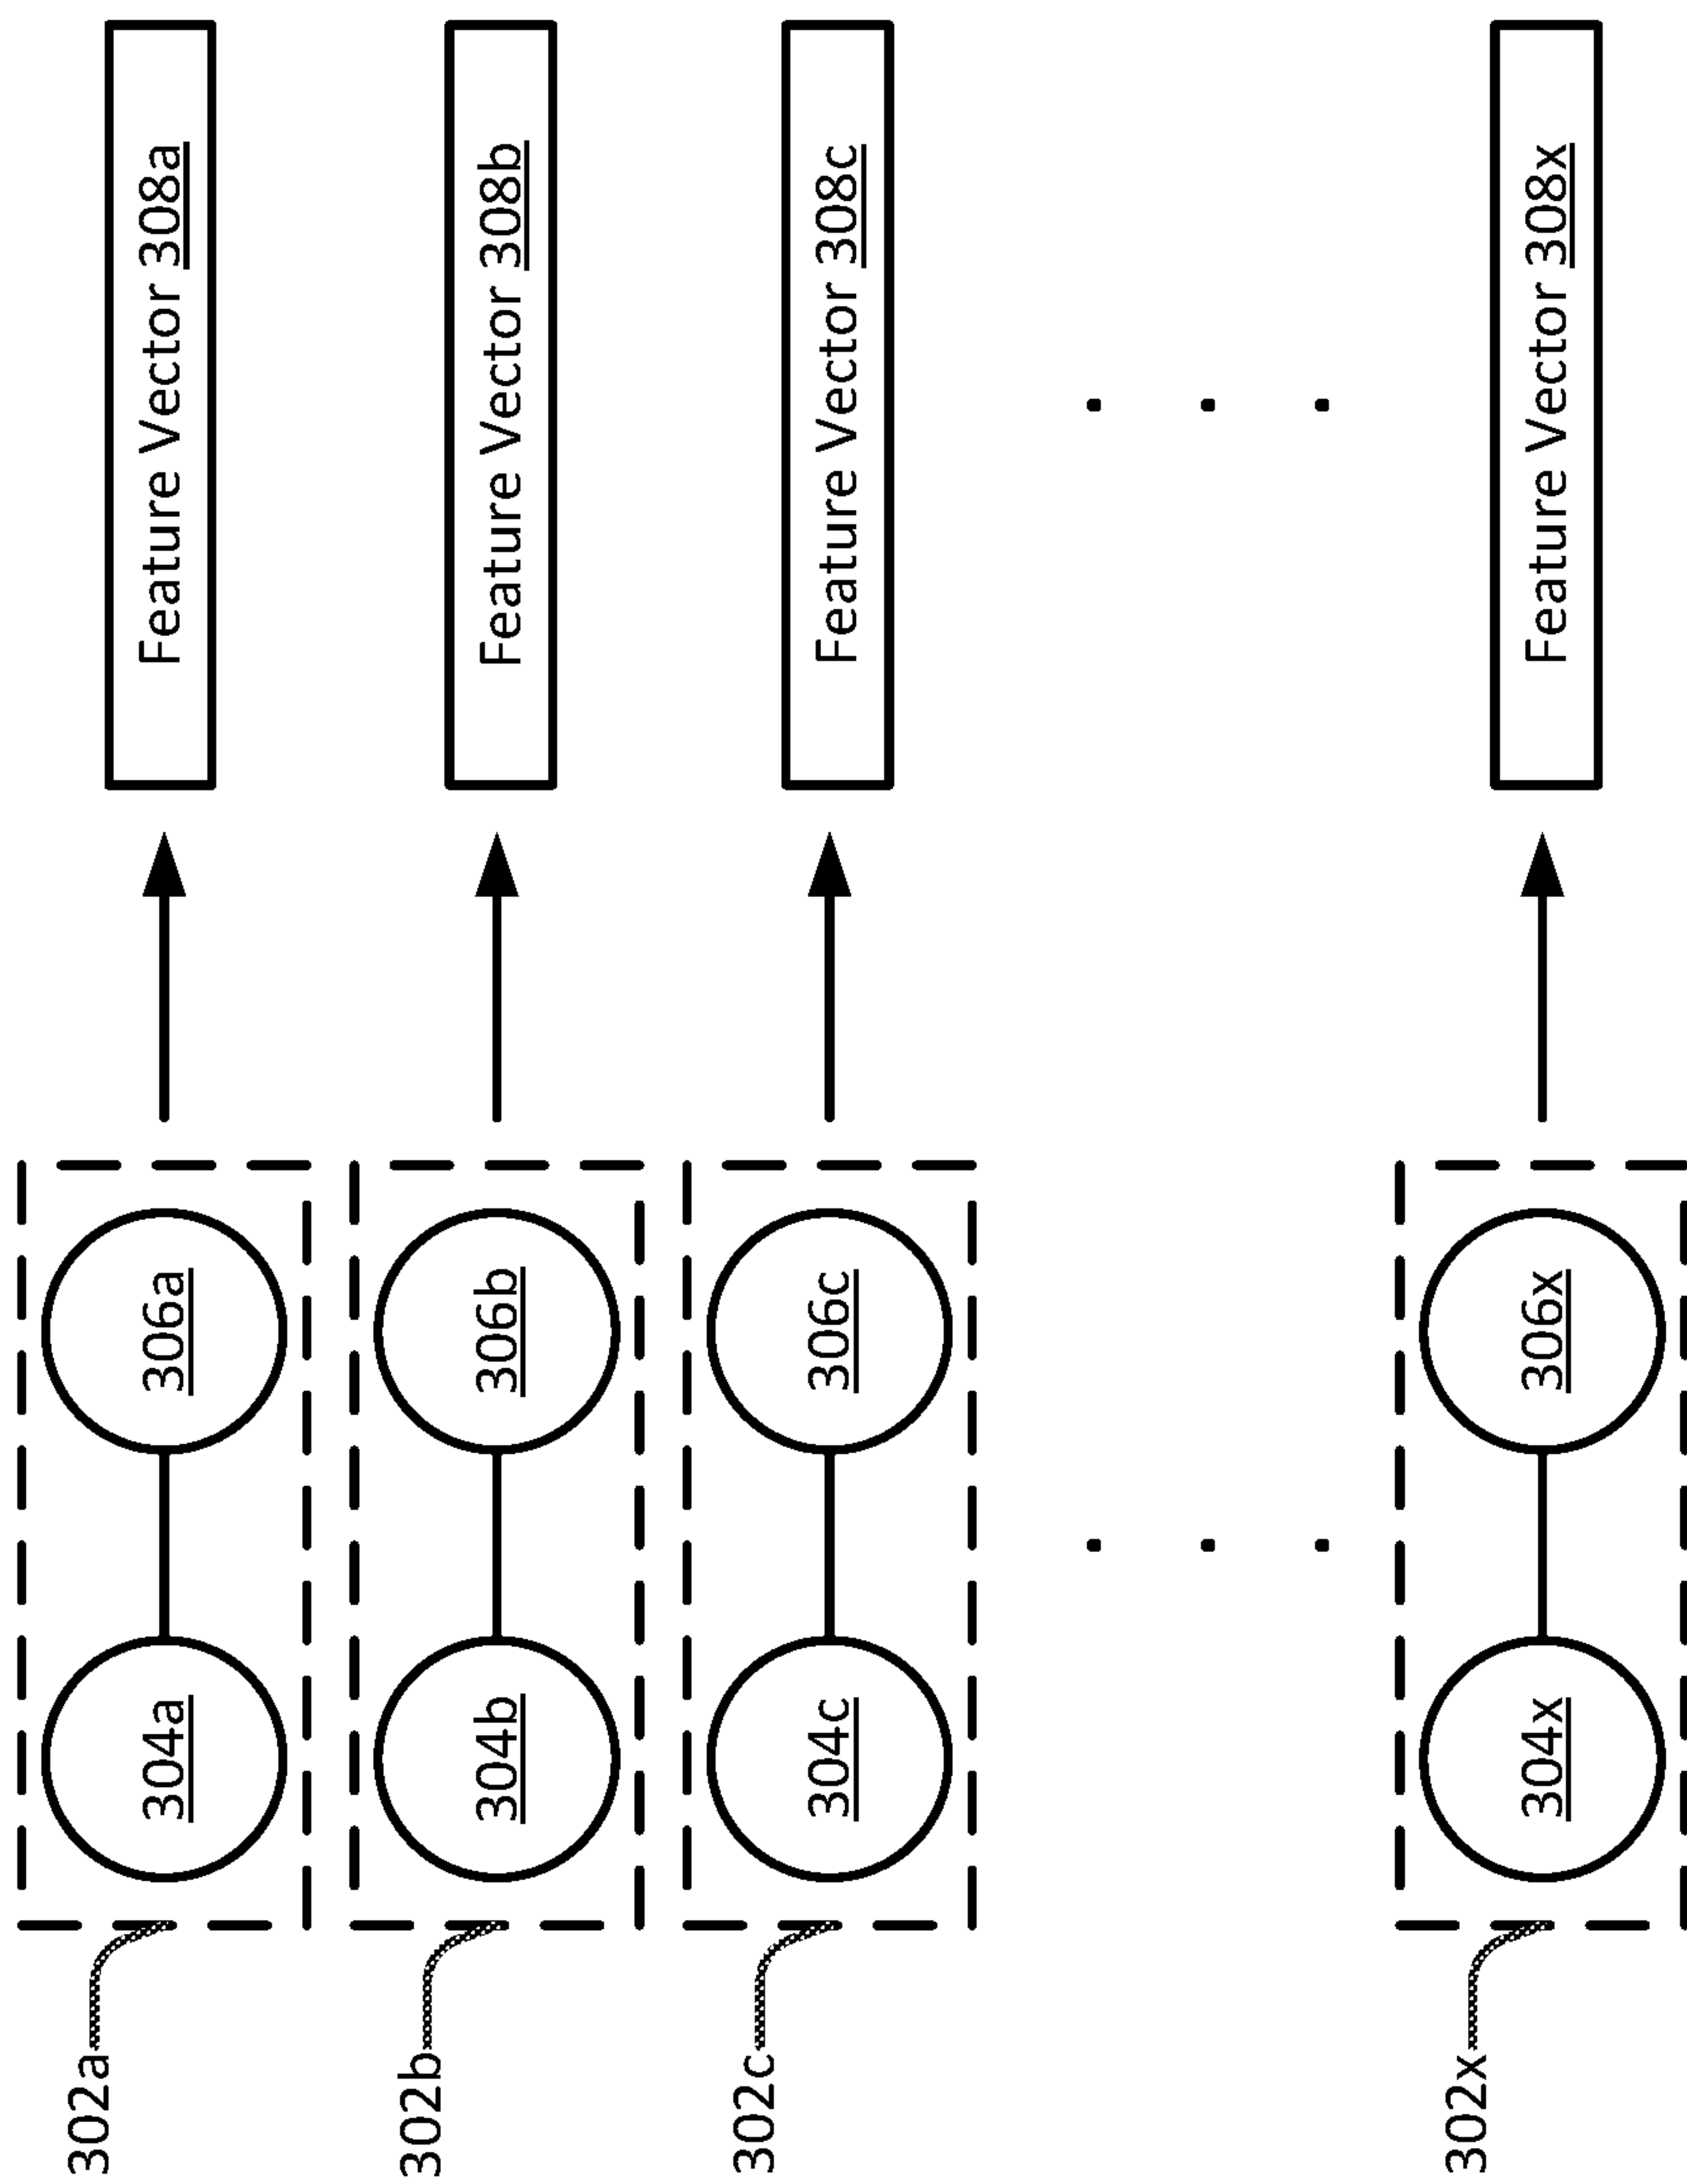 302a
304a
306a
Feature Vector 308a
302b
304b
306b
Feature Vector 308b
302c
304c
306c
Feature Vector 308c
302x
304x
306x
Feature Vector 308x